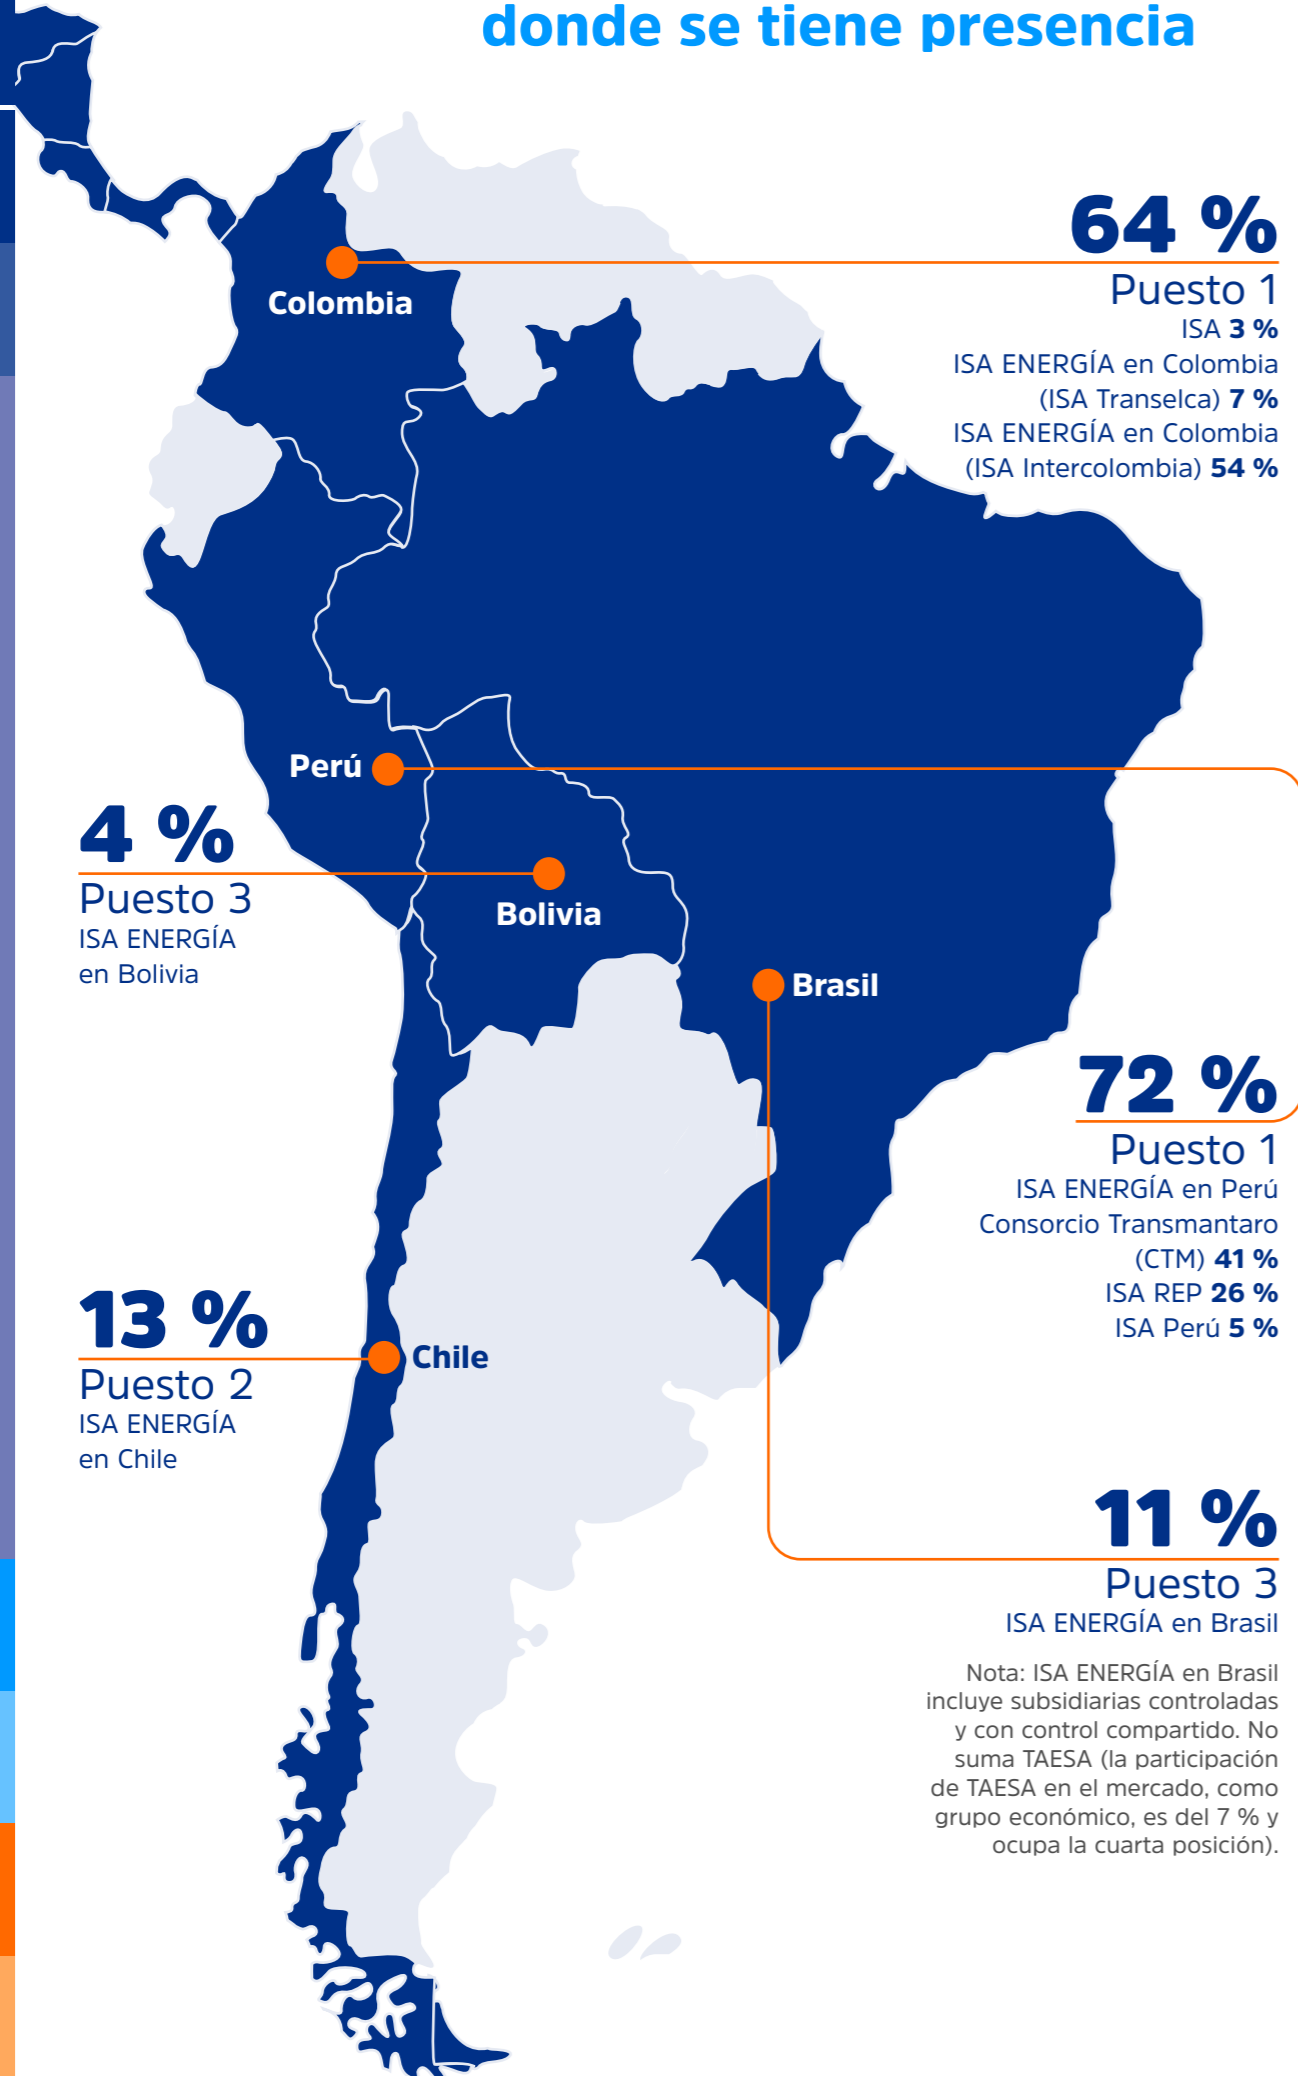 donde se tiene presencia
64 %
Puesto 1
ISA 3 %
ISA ENERGÍA en Colombia
(ISA Transelca) 7 %
ISA ENERGÍA en Colombia
(ISA Intercolombia) 54 %
Colombia
Perú
4 %
Puesto 3
ISA ENERGÍA
en Bolivia
Bolivia
Brasil
72 %
Puesto 1
ISA ENERGÍA en Perú
Consorcio Transmantaro
(CTM) 41 %
ISA REP 26 %
ISA Perú 5 %
13 %
Puesto 2
ISA ENERGÍA
en Chile
Chile
11 %
Puesto 3
ISA ENERGÍA en Brasil
Nota: ISA ENERGÍA en Brasil
incluye subsidiarias controladas
y con control compartido. No
suma TAESA (la participación
de TAESA en el mercado, como
grupo económico, es del 7 % y
ocupa la cuarta posición).